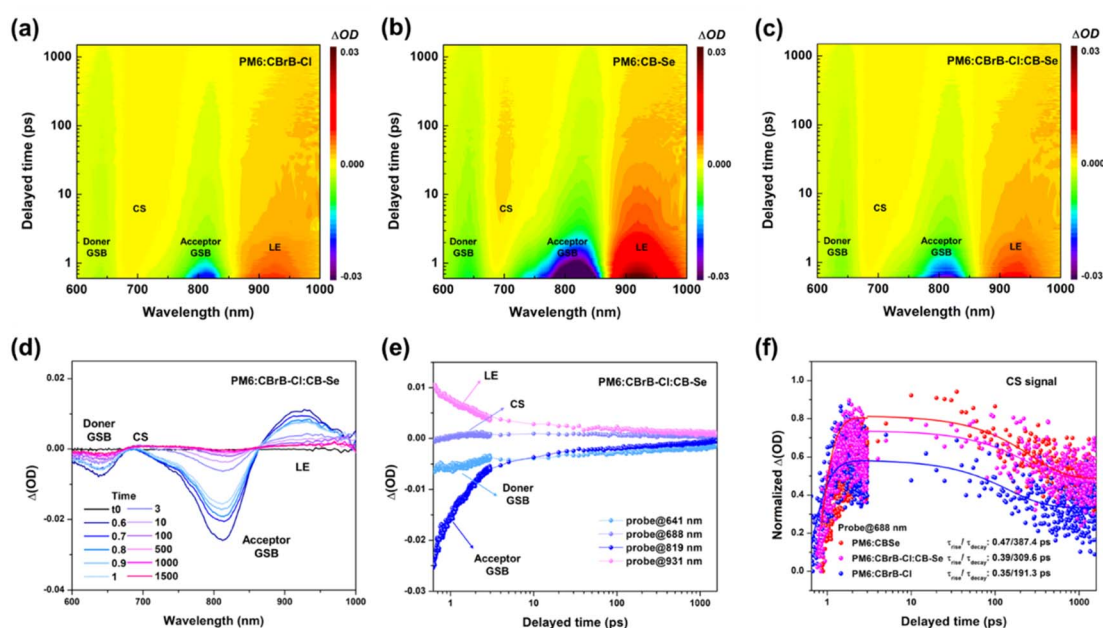 (a)
PM6:CBrB-Cl
ΔOD
0.03
0.000
-0.03
1000
100
10
1
Delayed time (ps)
CS
Doner
GSB
Acceptor
GSB
LE
600 700 800 900 1000
Wavelength (nm)
(b)
PM6:CB-Se
ΔOD
0.03
0.000
-0.03
1000
100
10
1
Delayed time (ps)
CS
Doner
GSB
Acceptor
GSB
LE
600 700 800 900 1000
Wavelength (nm)
(c)
PM6:CBrB-Cl:CB-Se
ΔOD
0.03
0.000
-0.03
1000
100
10
1
Delayed time (ps)
CS
Doner
GSB
Acceptor
GSB
LE
600 700 800 900 1000
Wavelength (nm)
(d)
PM6:CBrB-Cl:CB-Se
0.02
0.00
-0.02
-0.04
Δ(OD)
Doner
GSB
CS
LE
Acceptor
GSB
Time
t0 3
0.6 10
0.7 100
0.8 500
0.9 1000
1 1500
600 700 800 900 1000
Wavelength (nm)
(e)
PM6:CBrB-Cl:CB-Se
0.01
0.00
-0.01
-0.02
-0.03
Δ(OD)
LE
CS
Doner
GSB
Acceptor
GSB
probe@641 nm
probe@688 nm
probe@819 nm
probe@931 nm
1 10 100 1000
Delayed time (ps)
(f)
CS signal
1.0
0.8
0.6
0.4
0.2
0.0
Normalized Δ(OD)
Probe@688 nm
PM6:CBSe τrise/ τdecay: 0.47/387.4 ps
PM6:CBrB-Cl:CB-Se τrise/ τdecay: 0.39/309.6 ps
PM6:CBrB-Cl τrise/ τdecay: 0.35/191.3 ps
1 10 100 1000
Delayed time (ps)